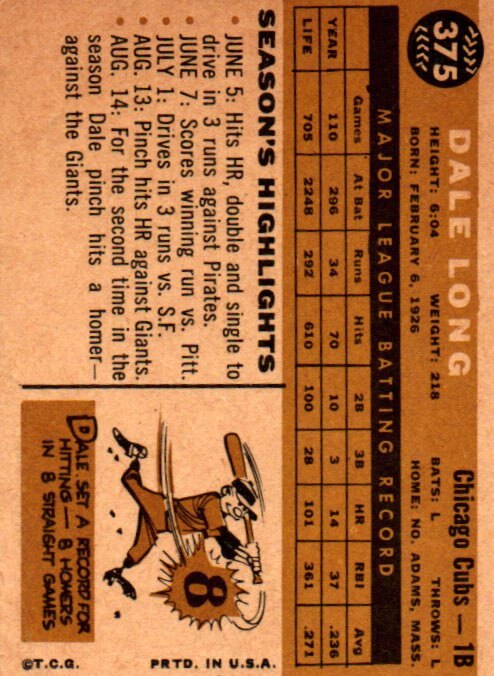 375
DALE LONG
Chicago Cubs — 1B
HEIGHT: 6:04 WEIGHT: 218 BATS: L THROWS: L
BORN: FEBRUARY 6, 1926 HOME: NO. ADAMS, MASS.
MAJOR LEAGUE BATTING RECORD
Games At Bat Runs Hits 2B 3B HR RBI Avg
YEAR 110 296 34 70 10 3 14 37 .236
LIFE 705 2248 292 610 100 28 101 361 .271
SEASON'S HIGHLIGHTS
JUNE 5: Hits HR, double and single to
drive in 3 runs against Pirates.
JUNE 7: Scores winning run vs. Pitt.
JULY 1: Drives in 3 runs vs. S.F.
AUG. 13: Pinch hits HR against Giants.
AUG. 14: For the second time in the
season Dale pinch hits a homer—
against the Giants.
8
DALE SET A RECORD FOR
HITTING — 8 HOMERS
IN 8 STRAIGHT GAMES
©T.C.G. PRTD. IN U.S.A.